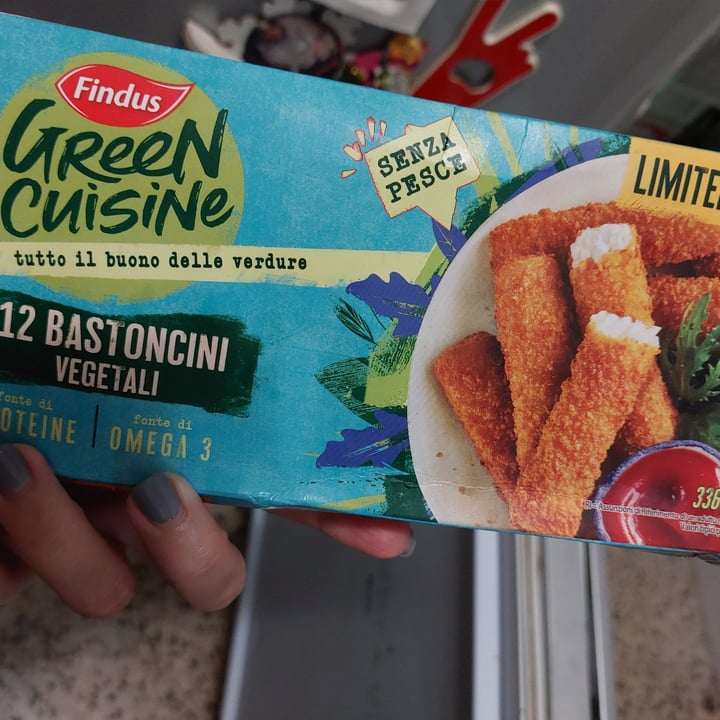 Findus
GREEN
CUISINE
tutto il buono delle verdure
12 BASTONCINI
VEGETALI
fonte di
OTEINE
fonte di
OMEGA 3
SENZA
PESCE
LIMITE
336